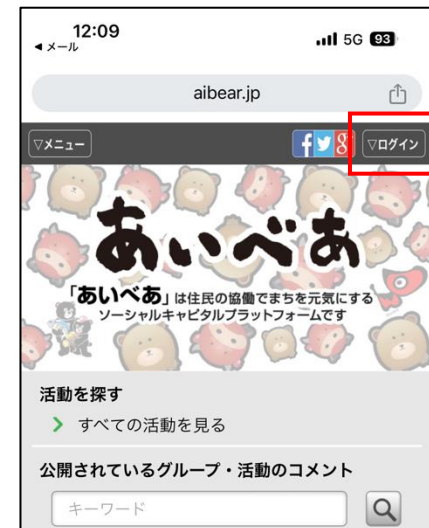 12:09
5G 93
◀ メール
aibear.jp
▽メニュー
f
8
▽ログイン
あいべあ
「あいべあ」は住民の協働でまちを元気にする
ソーシャルキャピタルプラットフォームです
活動を探す
すべての活動を見る
公開されているグループ・活動のコメント
キーワード